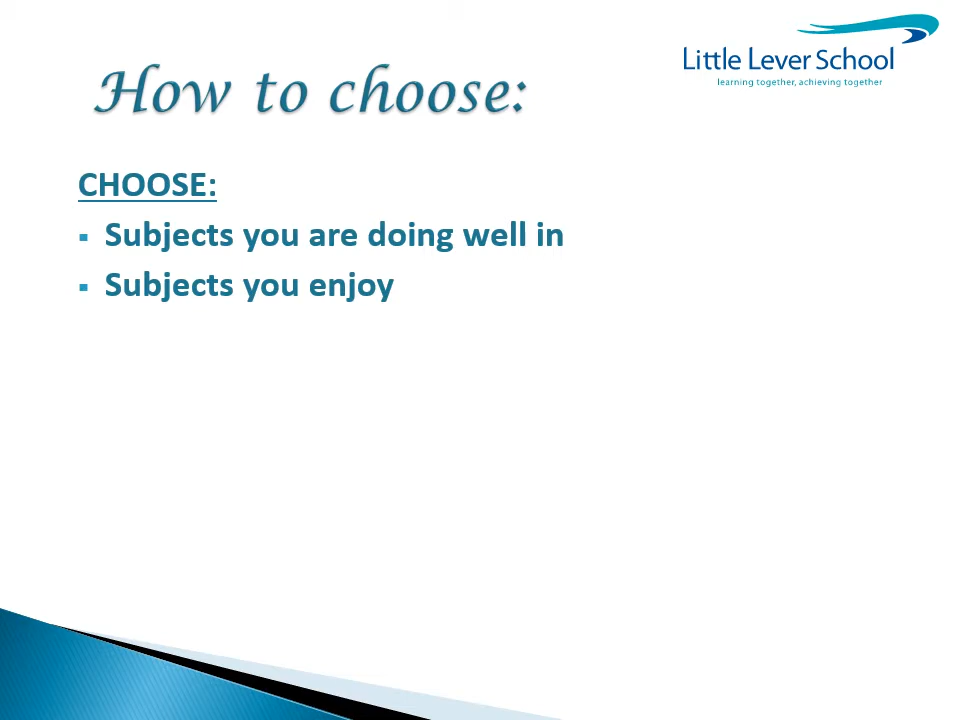 Little Lever School
learning together, achieving together
How to choose:
CHOOSE:
▪ Subjects you are doing well in
▪ Subjects you enjoy